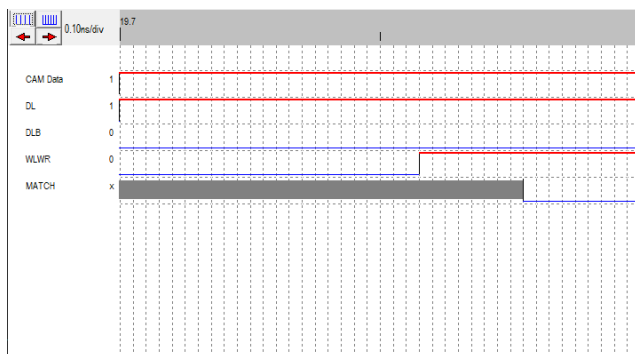 0.10ns/div
19.7
CAM Data 1
DL 1
DLB 0
WLWR 0
MATCH x